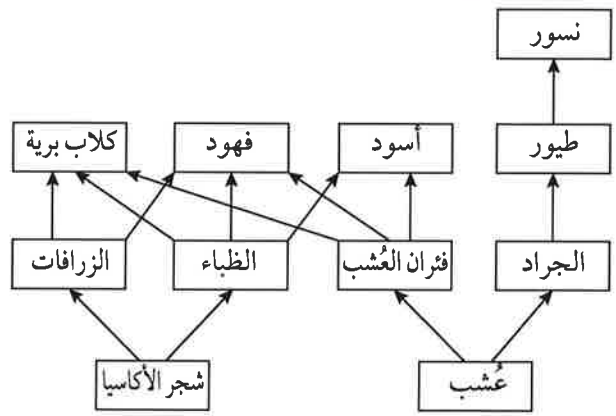 نسور
كلاب برية
فهود
أسود
طيور
الزرافات
الظباء
فئران العُشب
الجراد
شجر الأكاسيا
عُشب